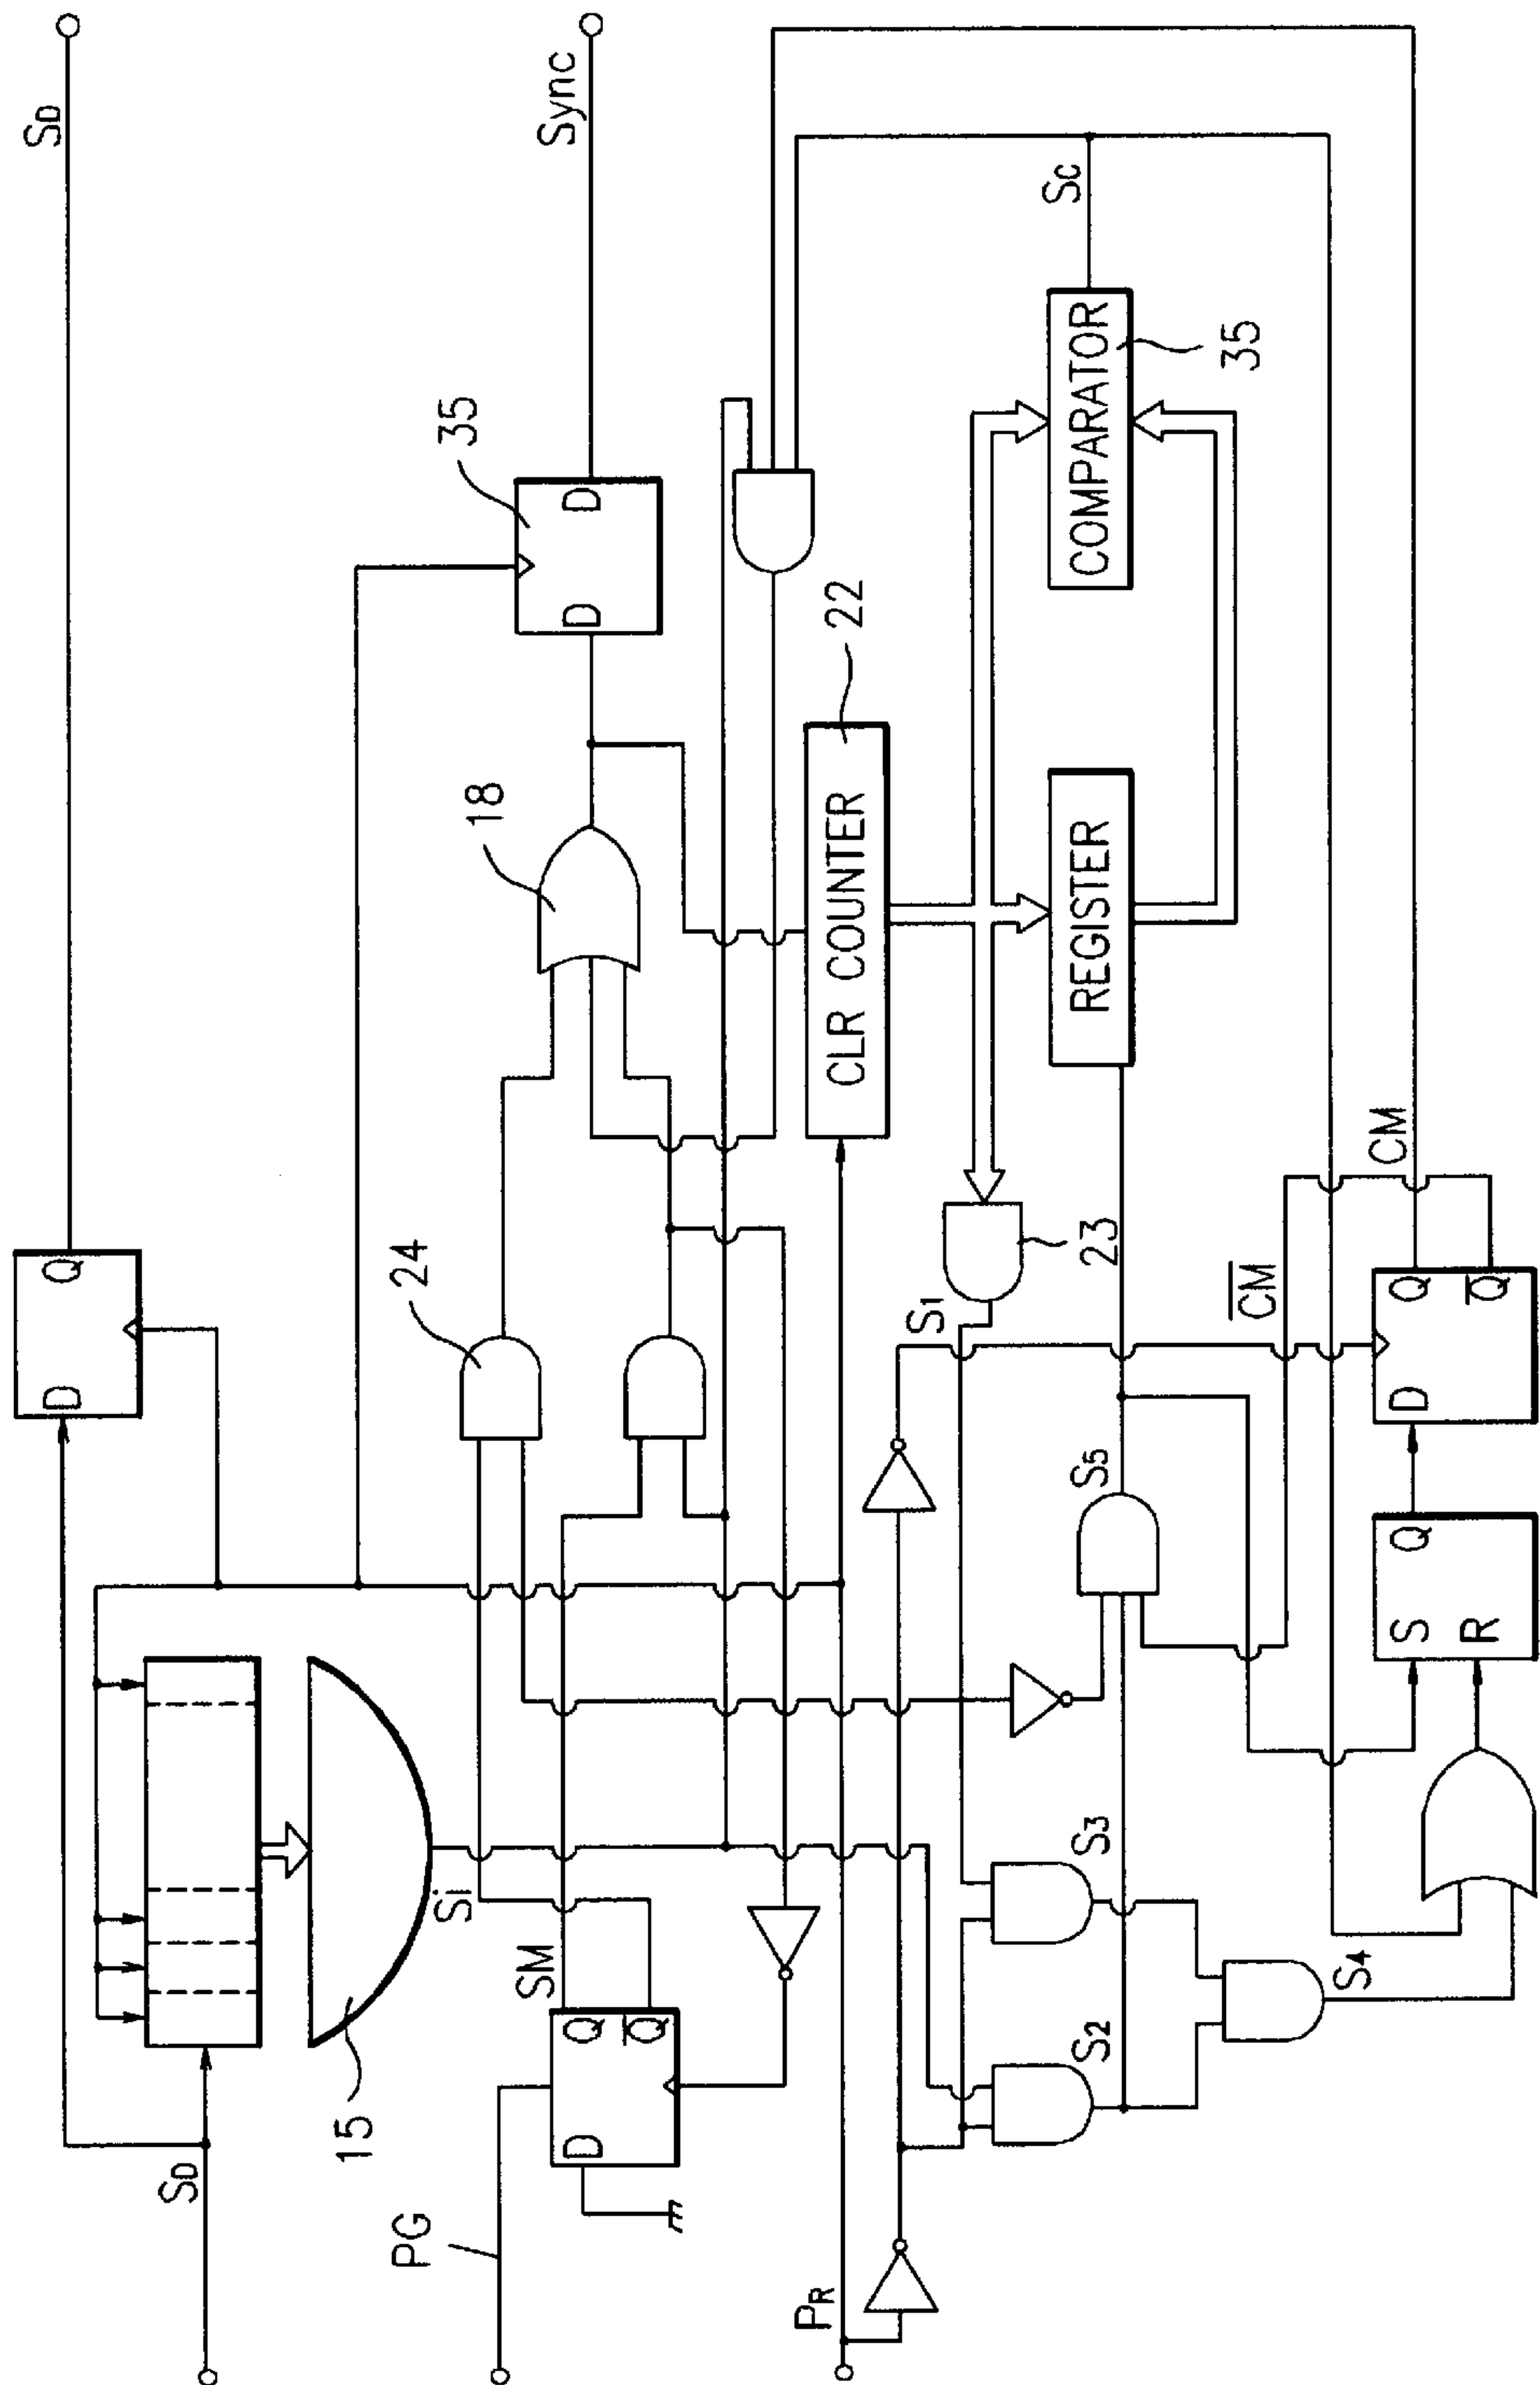 SD
SD
D Q
15
Si
PG
D Q
Q
SM
24
18
35
D D
Sync
PR
CLR COUNTER
22
S1
23
REGISTER
COMPARATOR
35
SC
S2
S3
S4
S5
S Q
R
D Q
Q
CM
CM